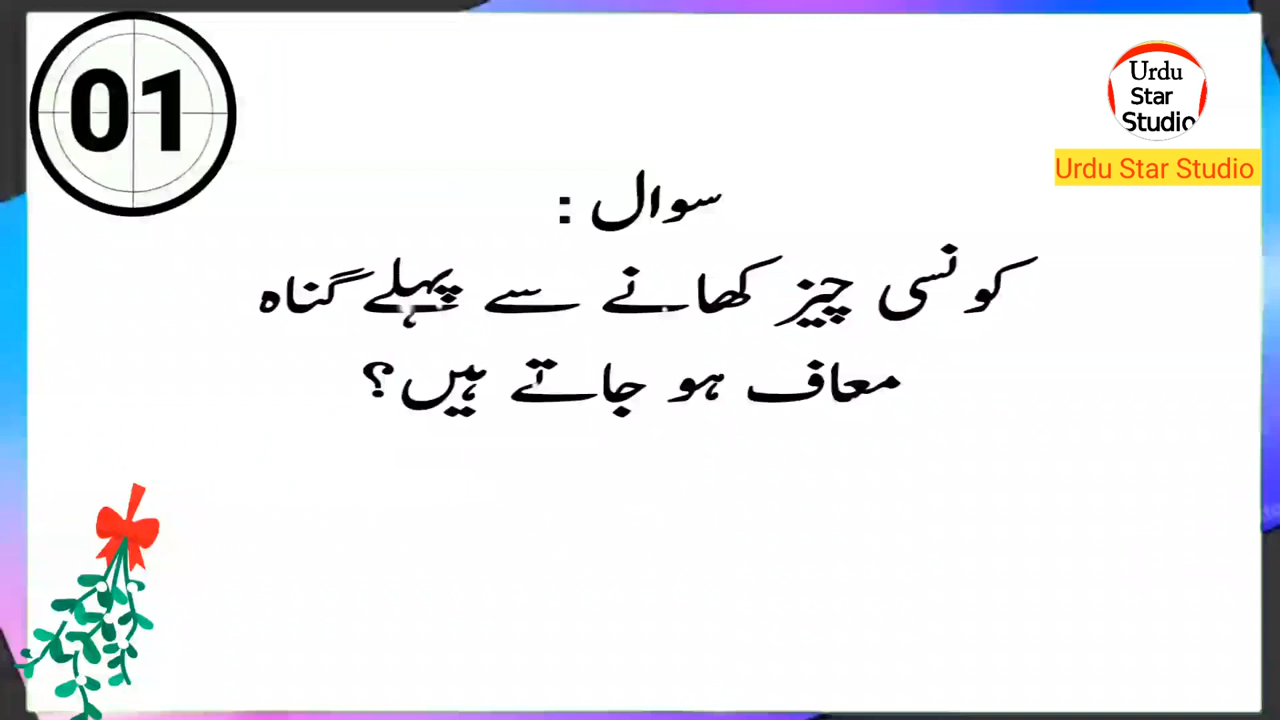 01
Urdu
Star
Studio
Urdu Star Studio
سوال :
کونسی چیز کھانے سے پہلے گناہ
معاف ہو جاتے ہیں؟